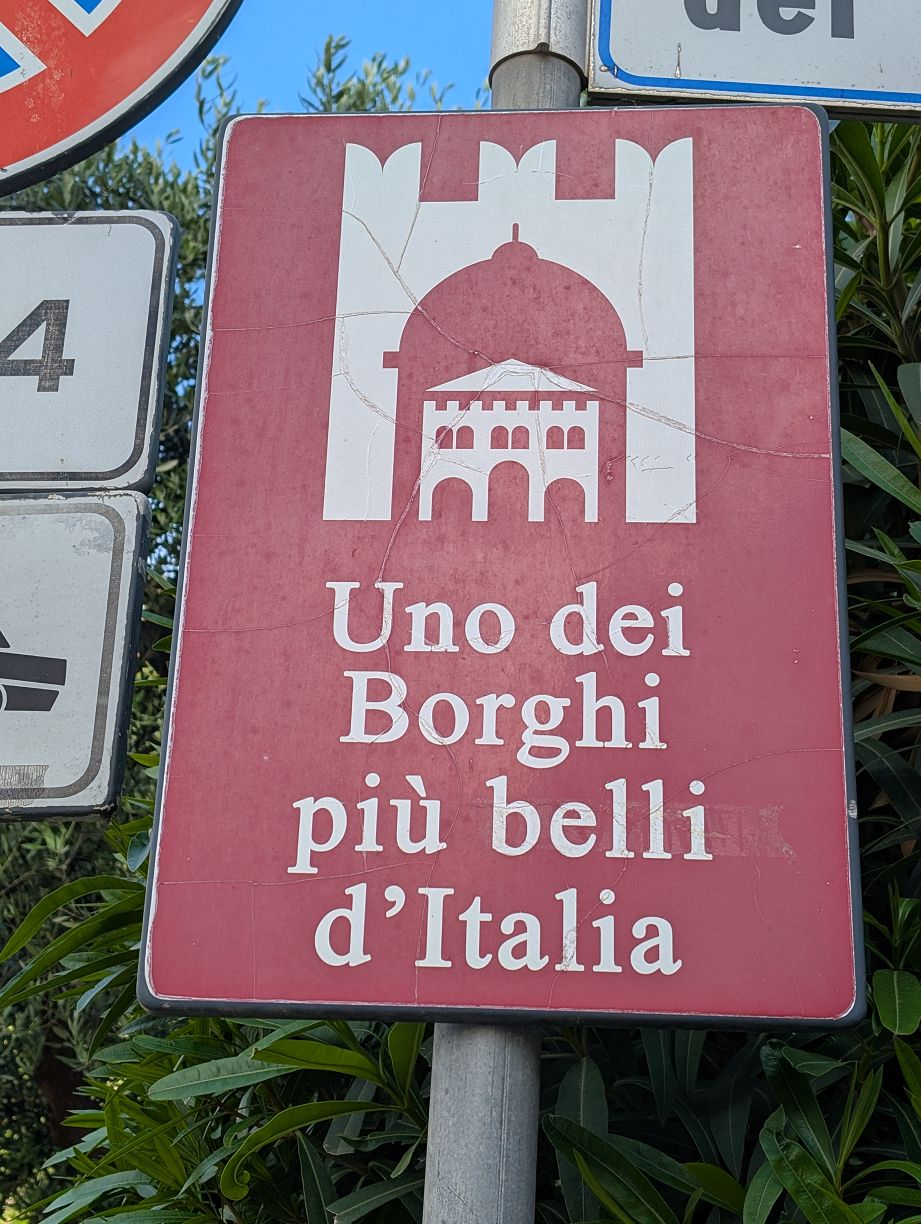 del
4
Uno dei
Borghi
più belli
d'Italia